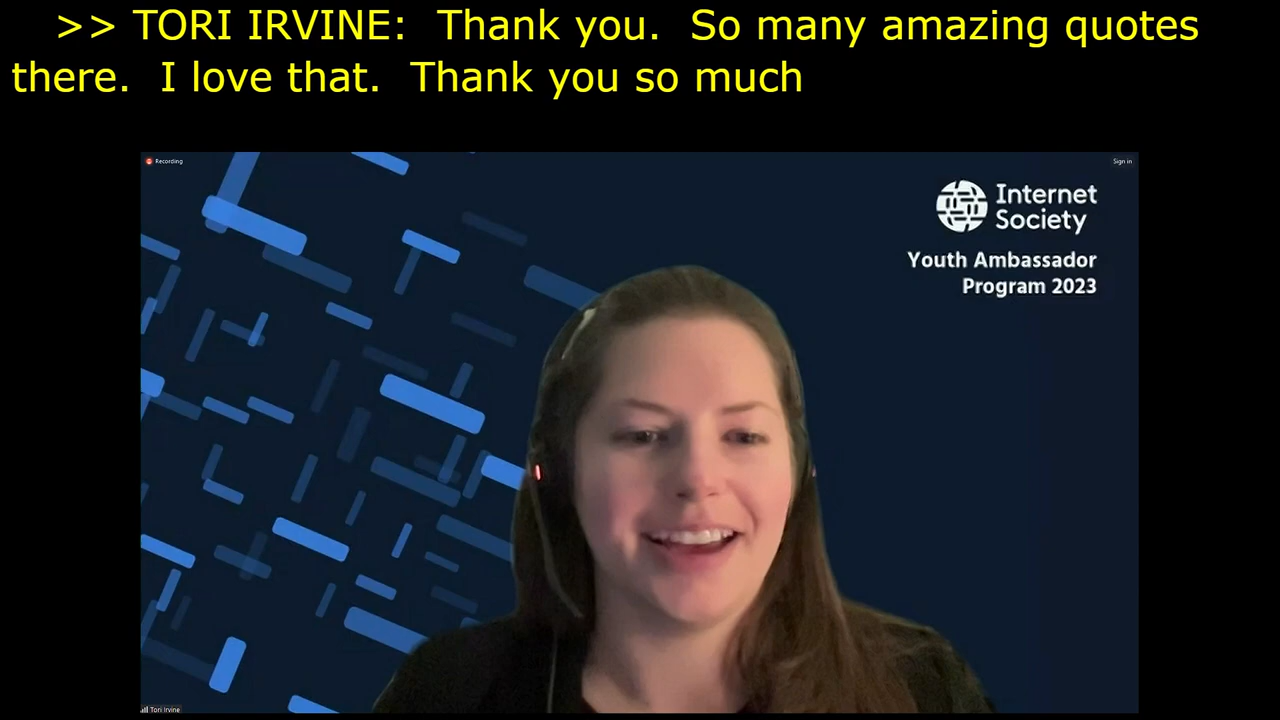 >> TORI IRVINE:  Thank you.  So many amazing quotes
there.  I love that.  Thank you so much
Recording
Sign in
Internet
Society
Youth Ambassador
Program 2023
Tori Irvine